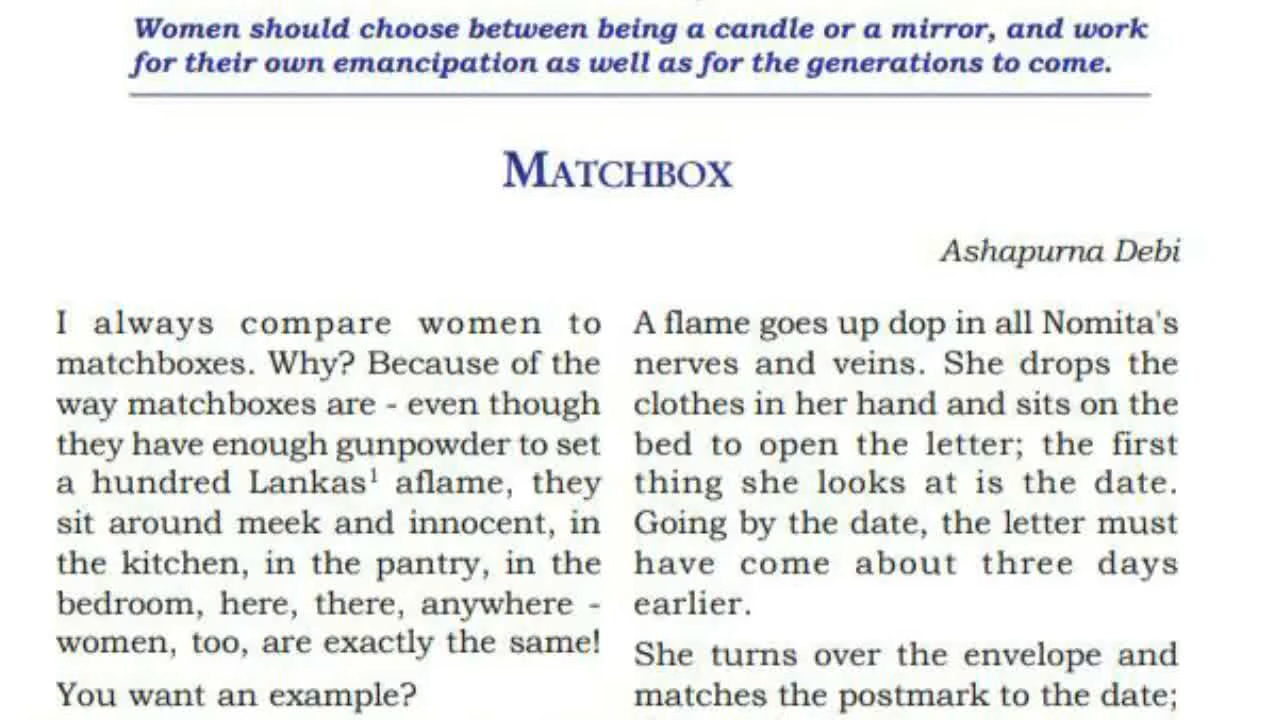 Women should choose between being a candle or a mirror, and work
for their own emancipation as well as for the generations to come.
MATCHBOX
Ashapurna Debi
I always compare women to
matchboxes. Why? Because of the
way matchboxes are - even though
they have enough gunpowder to set
a hundred Lankas¹ aflame, they
sit around meek and innocent, in
the kitchen, in the pantry, in the
bedroom, here, there, anywhere -
women, too, are exactly the same!
You want an example?
A flame goes up dop in all Nomita's
nerves and veins. She drops the
clothes in her hand and sits on the
bed to open the letter; the first
thing she looks at is the date.
Going by the date, the letter must
have come about three days
earlier.
She turns over the envelope and
matches the postmark to the date;